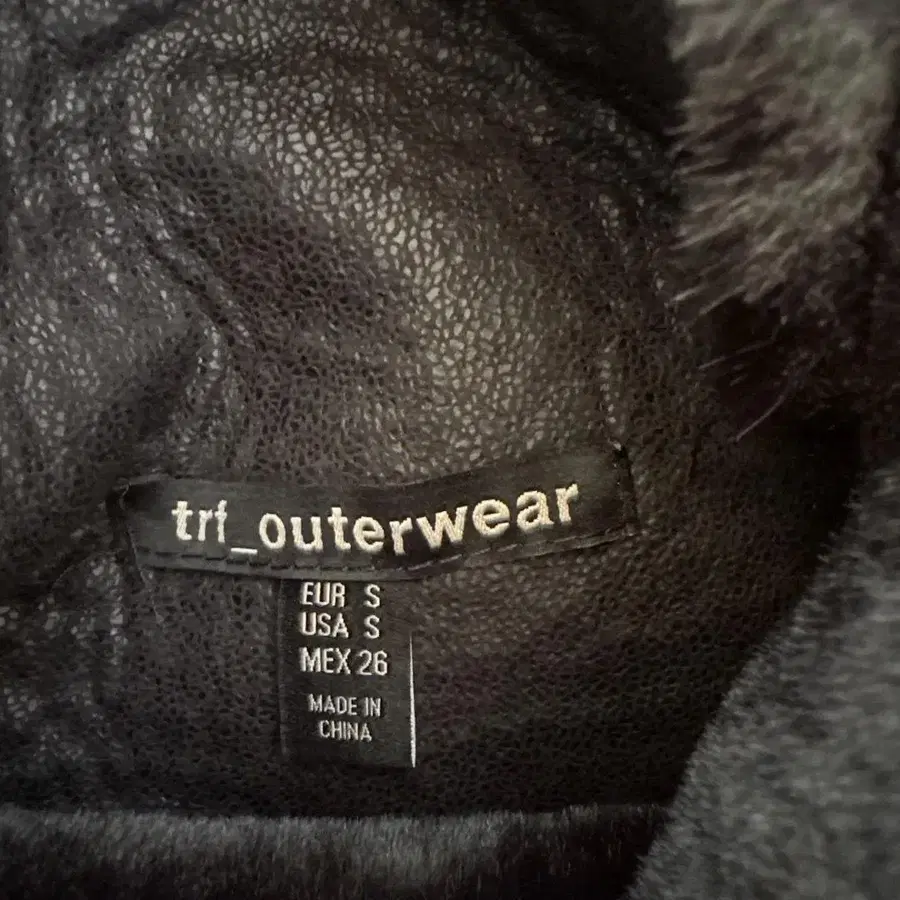 trf_outerwear
EUR S
USA S
MEX 26
MADE IN
CHINA